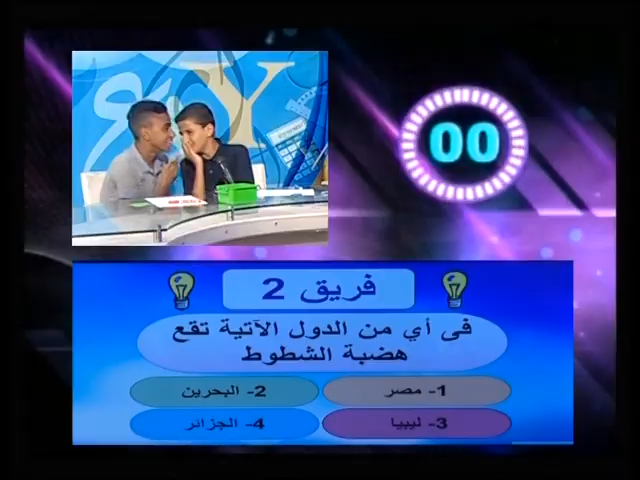 00
فريق 2
فى أي من الدول الآتية تقع
هضبة الشطوط
1- مصر
2- البحرين
3- ليبيا
4- الجزائر